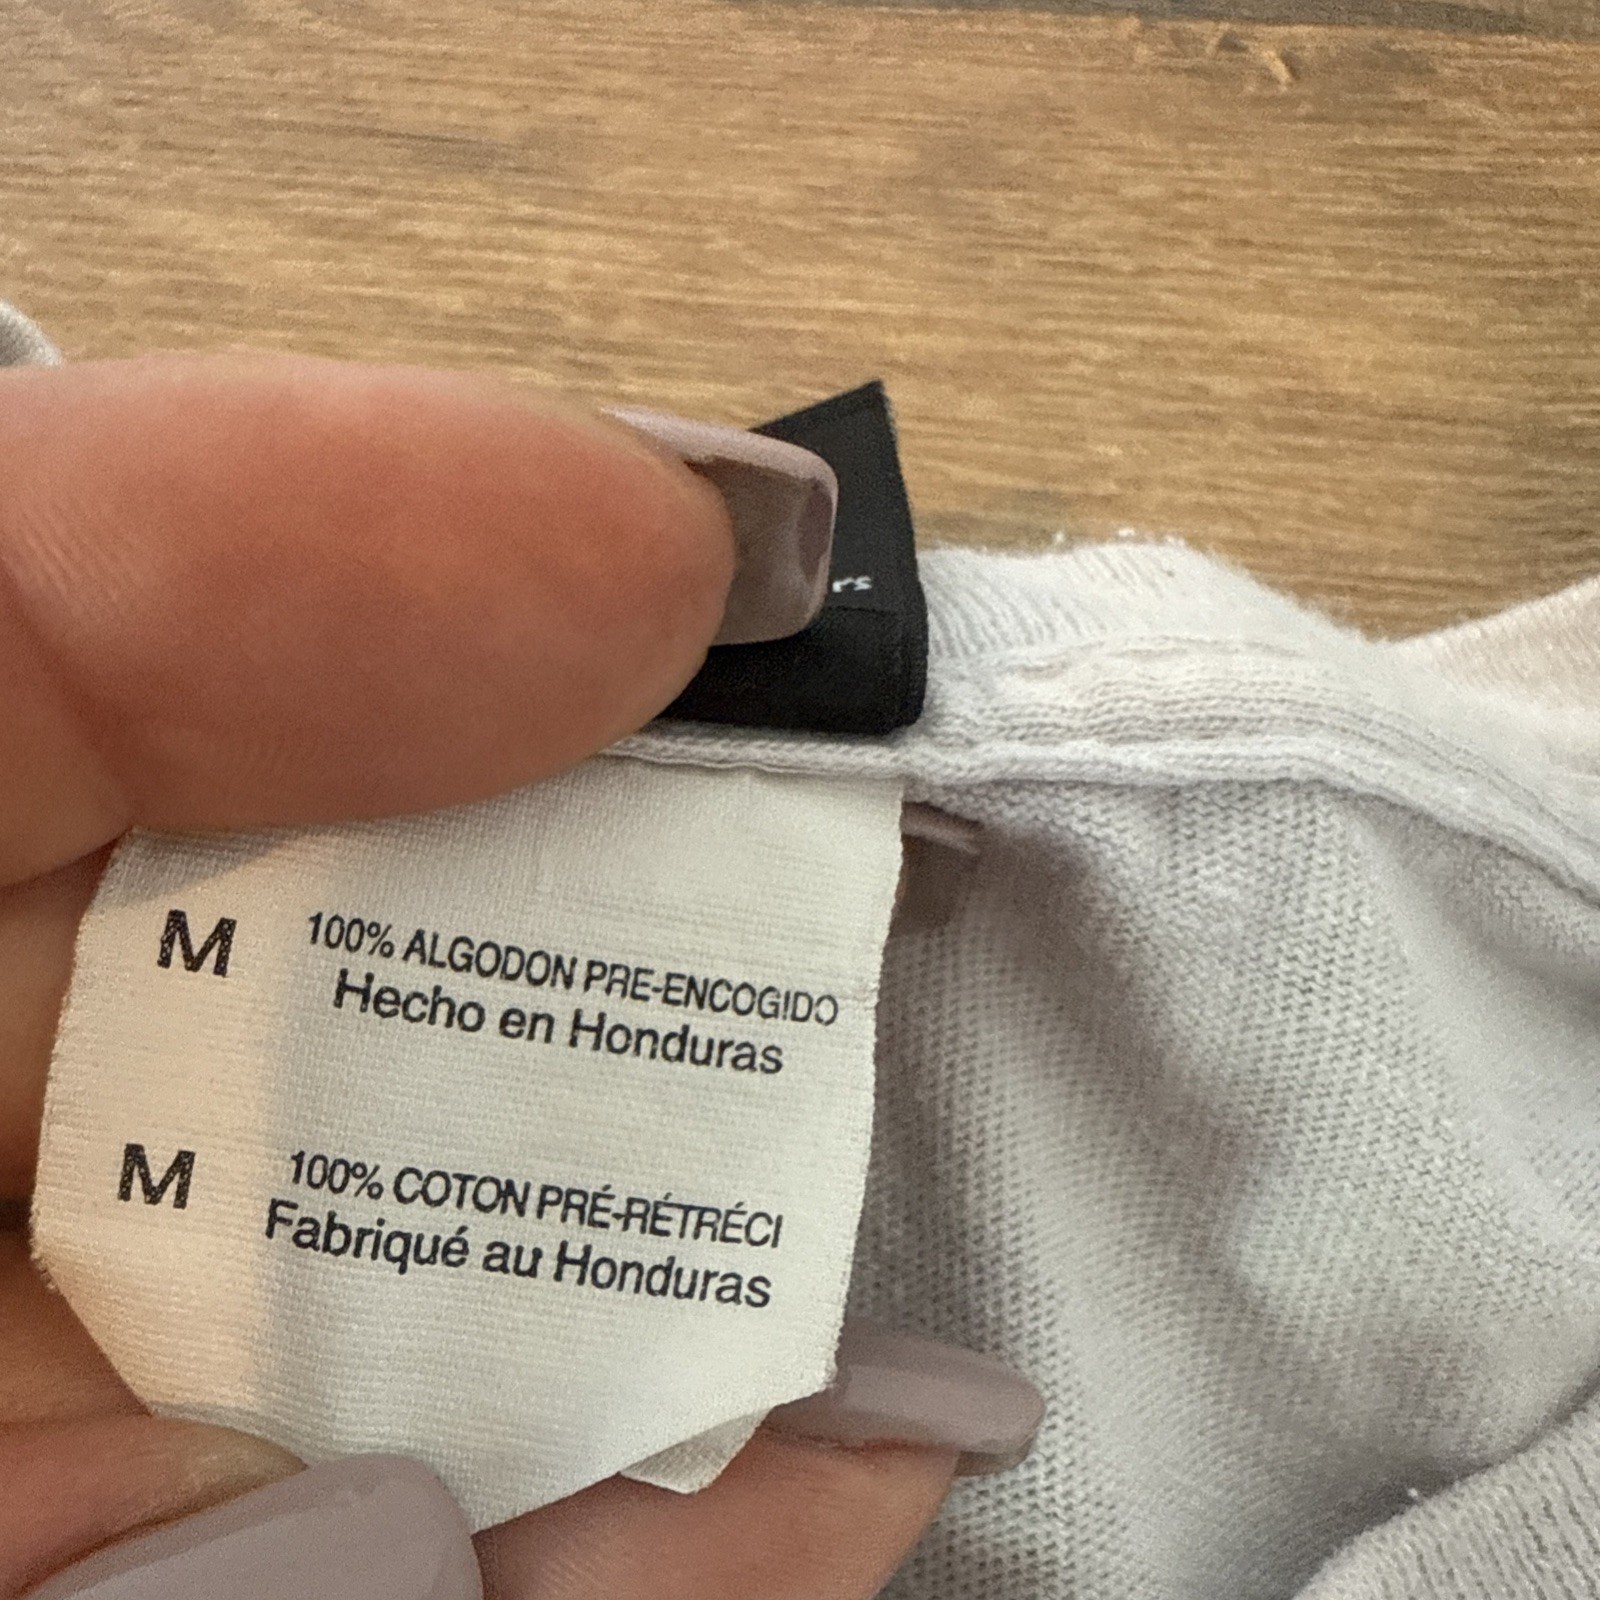 M 100% ALGODON PRE-ENCOGIDO
Hecho en Honduras
M 100% COTON PRÉ-RÉTRÉCI
Fabriqué au Honduras